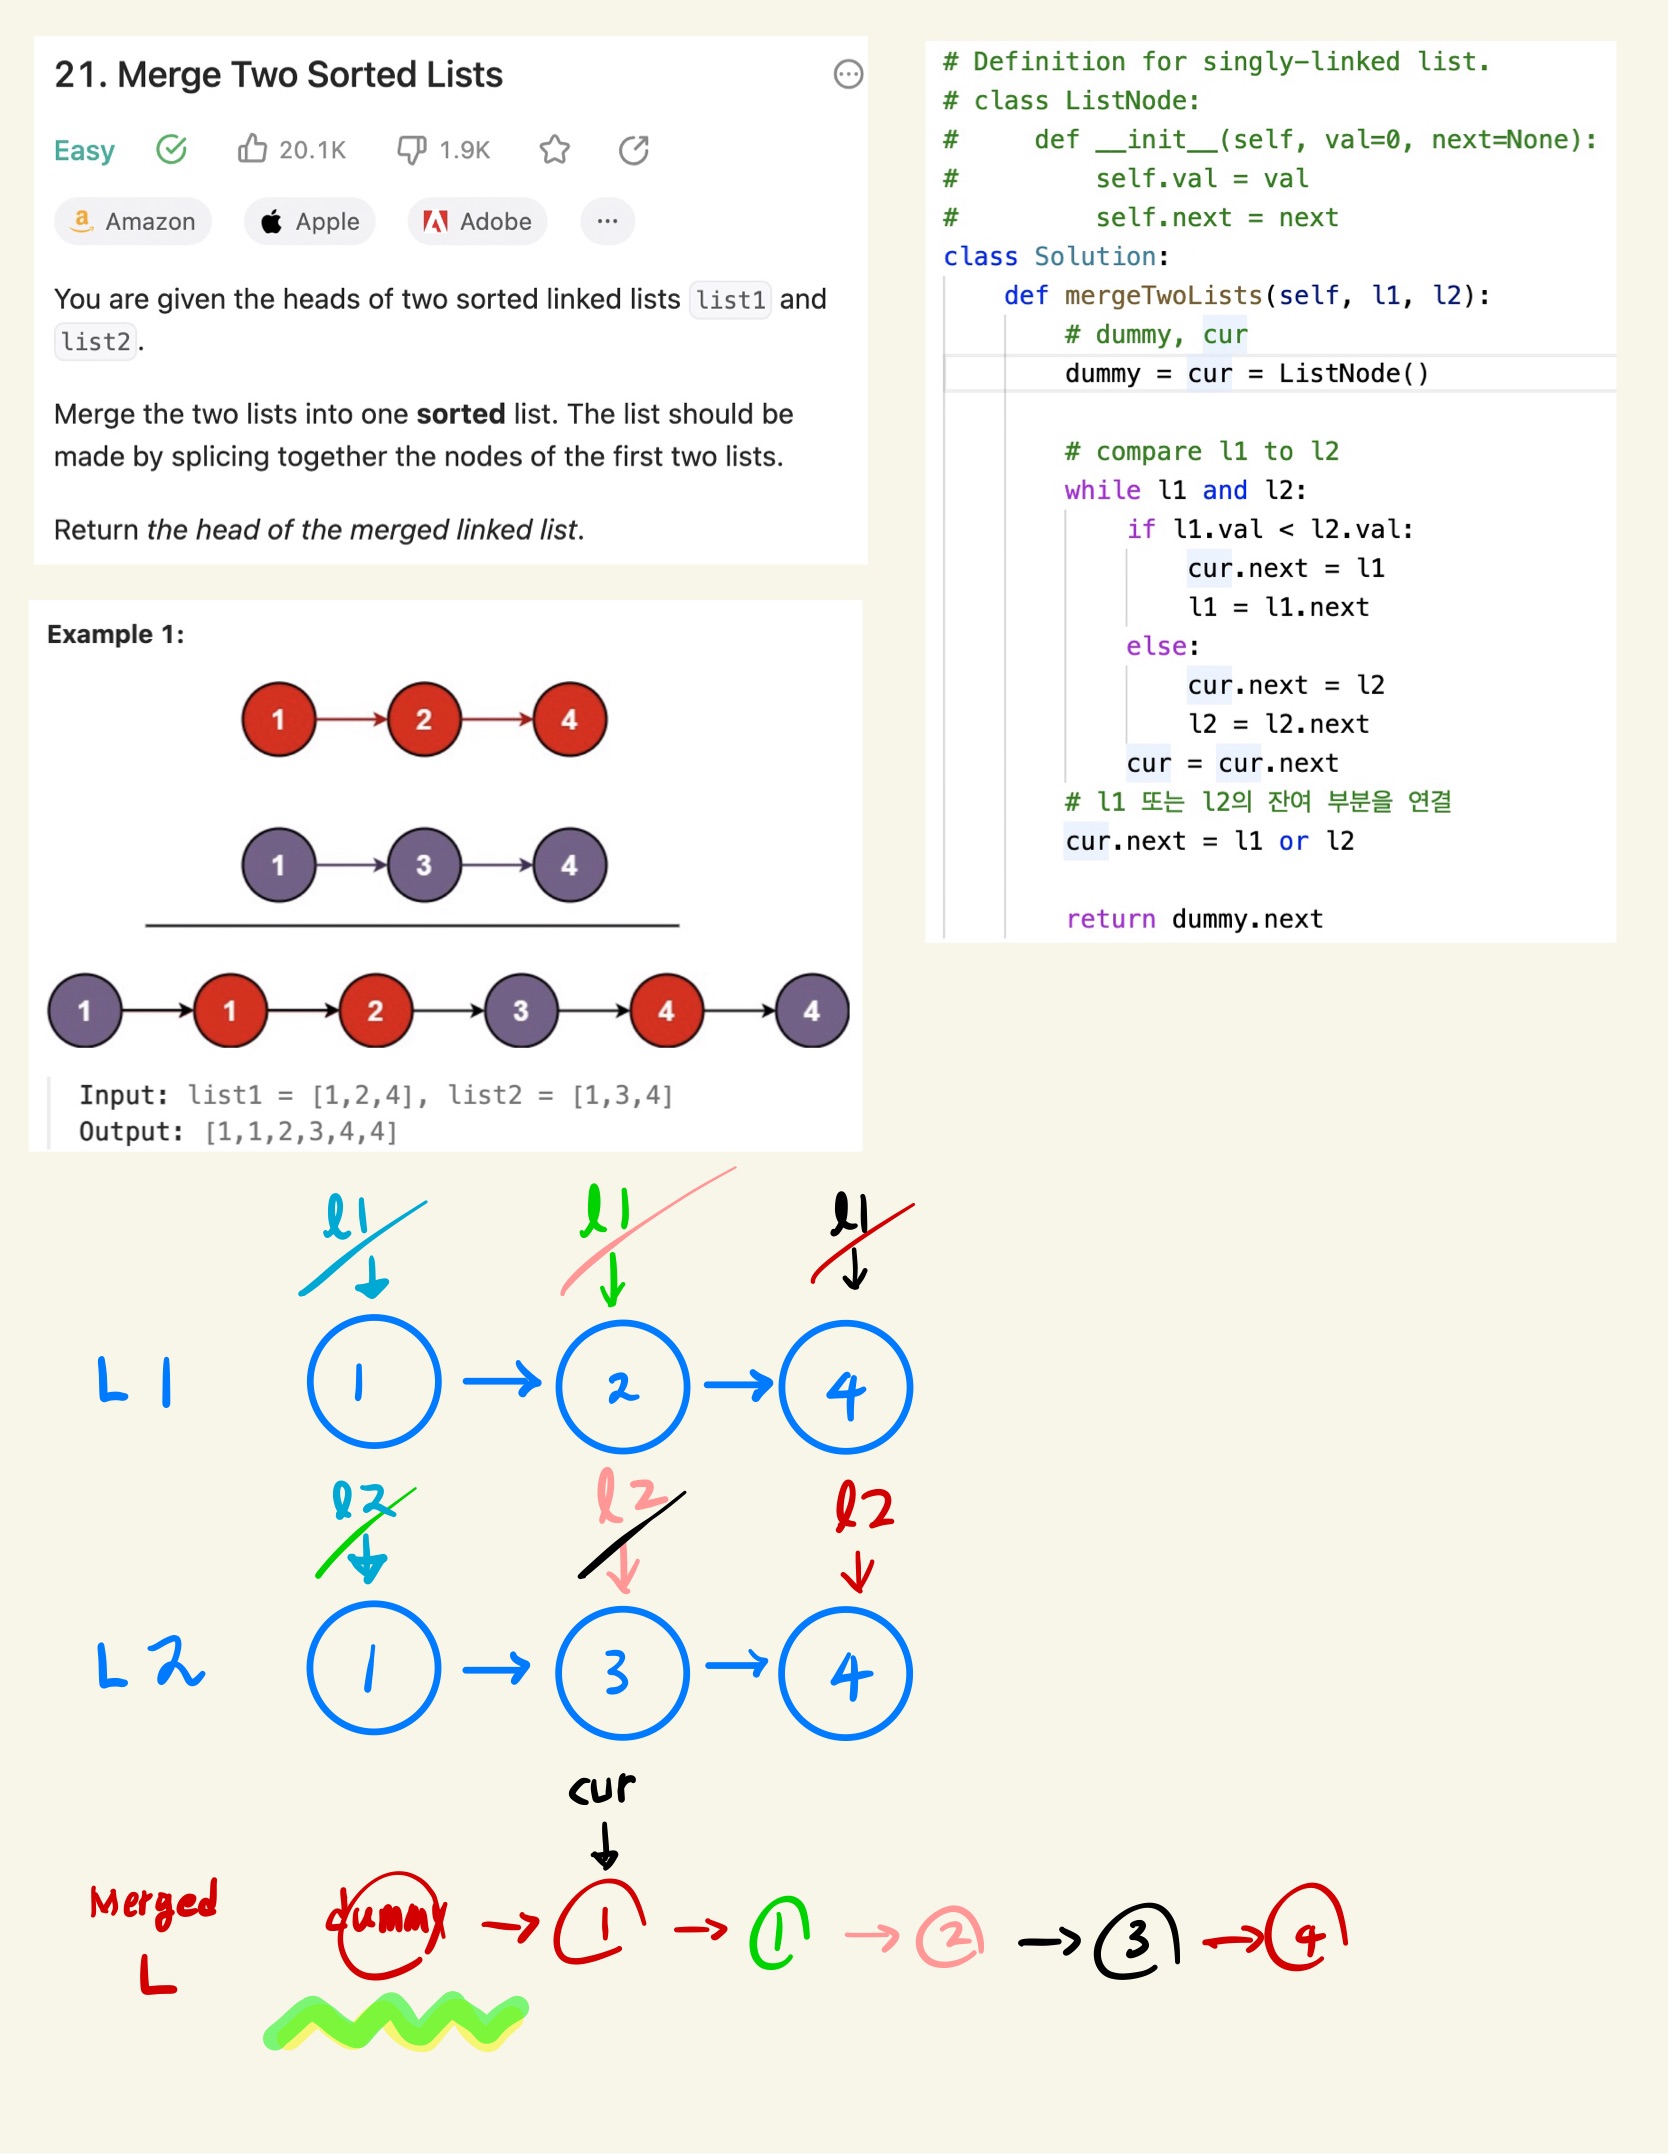 21. Merge Two Sorted Lists
Easy 20.1K 1.9K
Amazon Apple Adobe ...
You are given the heads of two sorted linked lists list1 and
list2.
Merge the two lists into one sorted list. The list should be
made by splicing together the nodes of the first two lists.
Return the head of the merged linked list.
# Definition for singly-linked list.
# class ListNode:
#     def __init__(self, val=0, next=None):
#         self.val = val
#         self.next = next
class Solution:
    def mergeTwoLists(self, l1, l2):
        # dummy, cur
        dummy = cur = ListNode()
        # compare l1 to l2
        while l1 and l2:
            if l1.val < l2.val:
                cur.next = l1
                l1 = l1.next
            else:
                cur.next = l2
                l2 = l2.next
            cur = cur.next
        # l1 또는 l2의 잔여 부분을 연결
        cur.next = l1 or l2
        return dummy.next
Example 1:
1 2 4
1 3 4
1 1 2 3 4 4
Input: list1 = [1,2,4], list2 = [1,3,4]
Output: [1,1,2,3,4,4]
l1 l1 l1
L1 1 2 4
l2 l2 l2
L2 1 3 4
cur
Merged dummy 1 1 2 3 4
L